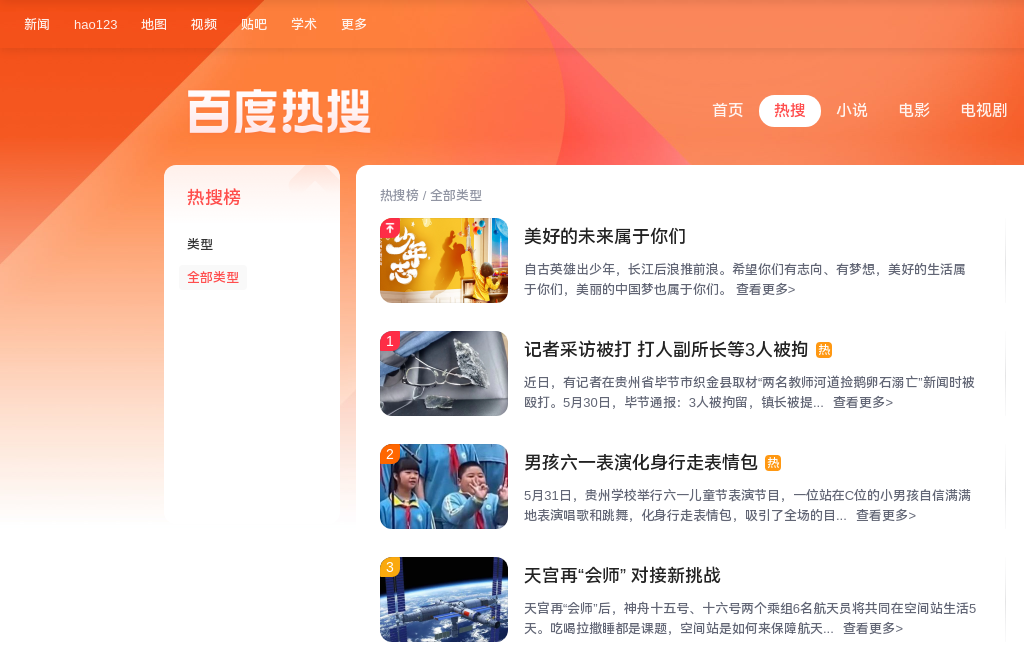 新闻 hao123 地图 视频 贴吧 学术 更多
百度热搜
首页 热搜 小说 电影 电视剧
热搜榜
类型
全部类型
热搜榜 / 全部类型
少年志
美好的未来属于你们
自古英雄出少年，长江后浪推前浪。希望你们有志向、有梦想，美好的生活属
于你们，美丽的中国梦也属于你们。 查看更多>
1
记者采访被打 打人副所长等3人被拘 热
近日，有记者在贵州省毕节市织金县取材“两名教师河道捡鹅卵石溺亡”新闻时被
殴打。5月30日，毕节通报：3人被拘留，镇长被提... 查看更多>
2
男孩六一表演化身行走表情包 热
5月31日，贵州学校举行六一儿童节表演节目，一位站在C位的小男孩自信满满
地表演唱歌和跳舞，化身行走表情包，吸引了全场的目... 查看更多>
3
天宫再“会师” 对接新挑战
天宫再“会师”后，神舟十五号、十六号两个乘组6名航天员将共同在空间站生活5
天。吃喝拉撒睡都是课题，空间站是如何来保障航天... 查看更多>